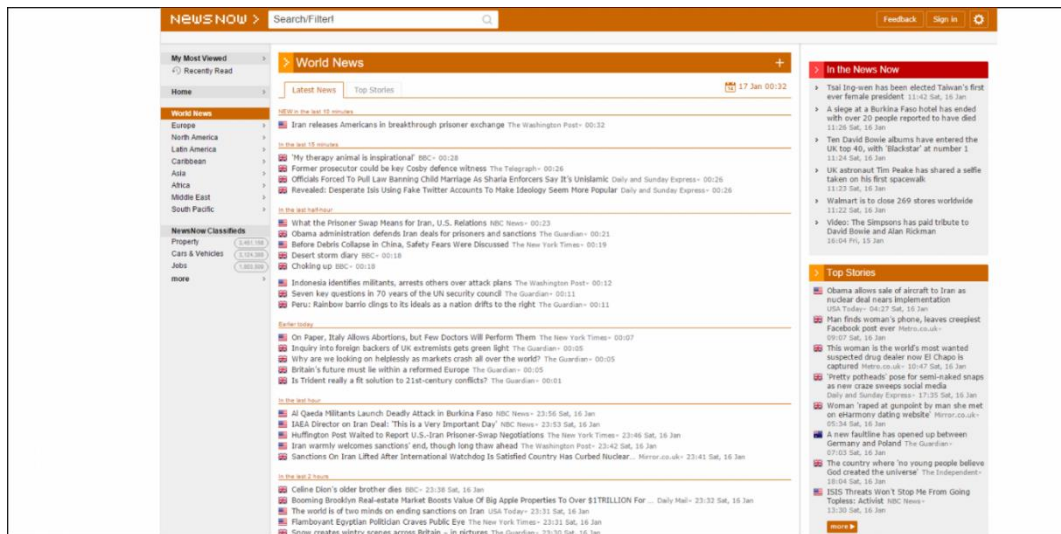 NEWSNOW >
Search/Filter!
Feedback
Sign in
My Most Viewed
Recently Read
Home
World News
Europe
North America
Latin America
Caribbean
Asia
Africa
Middle East
South Pacific
NewsNow Classifieds
Property
Cars & Vehicles
Jobs
more
World News
+
Latest News
Top Stories
17 Jan 00:32
NEW in the last 10 minutes
Iran releases Americans in breakthrough prisoner exchange The Washington Post- 00:32
In the last 15 minutes
'My therapy animal is inspirational' BBC- 00:28
Former prosecutor could be key Cosby defence witness The Telegraph- 00:26
Officials Forced To Pull Law Banning Child Marriage As Sharia Enforcers Say It's Unislamic Daily and Sunday Express- 00:26
Revealed: Desperate Isis Using Fake Twitter Accounts To Make Ideology Seem More Popular Daily and Sunday Express- 00:26
In the last half-hour
What the Prisoner Swap Means for Iran, U.S. Relations NBC News- 00:23
Obama administration defends Iran deals for prisoners and sanctions The Guardian- 00:21
Before Debris Collapse in China, Safety Fears Were Discussed The New York Times- 00:19
Desert storm diary BBC- 00:18
Choking up BBC- 00:18
Indonesia identifies militants, arrests others over attack plans The Washington Post- 00:12
Seven key questions in 70 years of the UN security council The Guardian- 00:11
Peru: Rainbow barrio clings to its ideals as a nation drifts to the right The Guardian- 00:11
Earlier today
On Paper, Italy Allows Abortions, but Few Doctors Will Perform Them The New York Times- 00:07
Inquiry into foreign backers of UK extremists gets green light The Guardian- 00:05
Why are we looking on helplessly as markets crash all over the world? The Guardian- 00:05
Britain's future must lie within a reformed Europe The Guardian- 00:05
Is Trident really a fit solution to 21st-century conflicts? The Guardian- 00:01
In the last hour
Al Qaeda Militants Launch Deadly Attack in Burkina Faso NBC News- 23:56 Sat, 16 Jan
IAEA Director on Iran Deal: 'This is a Very Important Day' NBC News- 23:53 Sat, 16 Jan
Huffington Post Waited to Report U.S.-Iran Prisoner-Swap Negotiations The New York Times- 23:46 Sat, 16 Jan
Iran warmly welcomes sanctions' end, though long thaw ahead The Washington Post- 23:42 Sat, 16 Jan
Sanctions On Iran Lifted After International Watchdog Is Satisfied Country Has Curbed Nuclear... Mirror.co.uk- 23:41 Sat, 16 Jan
In the last 2 hours
Celine Dion's older brother dies BBC- 23:38 Sat, 16 Jan
Booming Brooklyn Real-estate Market Boosts Value Of Big Apple Properties To Over $1TRILLION For ... Daily Mail- 23:32 Sat, 16 Jan
The world is of two minds on ending sanctions on Iran USA Today- 23:31 Sat, 16 Jan
Flamboyant Egyptian Politician Craves Public Eye The New York Times- 23:31 Sat, 16 Jan
Snow creates wintry scenes across Britain – in pictures The Guardian- 23:30 Sat, 16 Jan
In the News Now
Tsai Ing-wen has been elected Taiwan's first
ever female president 11:42 Sat, 16 Jan
A siege at a Burkina Faso hotel has ended
with over 20 people reported to have died
11:26 Sat, 16 Jan
Ten David Bowie albums have entered the
UK top 40, with 'Blackstar' at number 1
11:24 Sat, 16 Jan
UK astronaut Tim Peake has shared a selfie
taken on his first spacewalk
11:23 Sat, 16 Jan
Walmart is to close 269 stores worldwide
11:22 Sat, 16 Jan
Video: The Simpsons has paid tribute to
David Bowie and Alan Rickman
16:04 Fri, 15 Jan
Top Stories
Obama allows sale of aircraft to Iran as
nuclear deal nears implementation
USA Today- 04:27 Sat, 16 Jan
Man finds woman's phone, leaves creepiest
Facebook post ever Metro.co.uk-
09:07 Sat, 16 Jan
This woman is the world's most wanted
suspected drug dealer now El Chapo is
captured Metro.co.uk- 10:47 Sat, 16 Jan
'Pretty potheads' pose for semi-naked snaps
as new craze sweeps social media
Daily and Sunday Express- 17:35 Sat, 16 Jan
Woman 'raped at gunpoint by man she met
on eHarmony dating website' Mirror.co.uk-
05:34 Sat, 16 Jan
A new faultline has opened up between
Germany and Poland The Guardian-
07:03 Sat, 16 Jan
The country where 'no young people believe
God created the universe' The Independent-
18:04 Sat, 16 Jan
ISIS Threats Won't Stop Me From Going
Topless: Activist NBC News-
13:30 Sat, 16 Jan
more